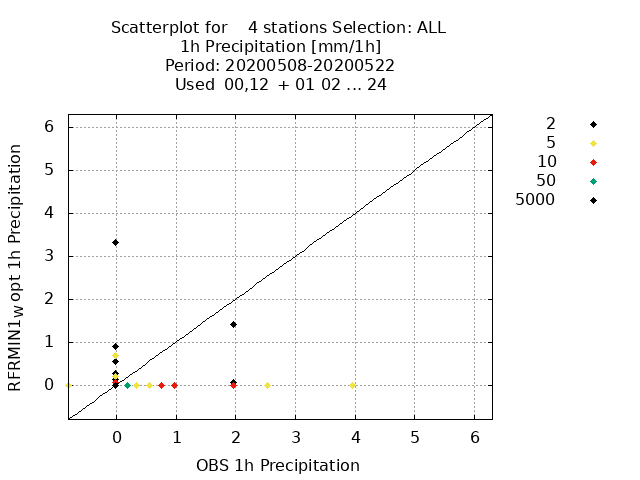 Scatterplot for 4 stations Selection: ALL
1h Precipitation [mm/1h]
Period: 20200508-20200522
Used 00,12 + 01 02 ... 24
2
5
10
50
5000
RFRMIN1W opt 1h Precipitation
6
5
4
3
2
1
0
0 1 2 3 4 5 6
OBS 1h Precipitation